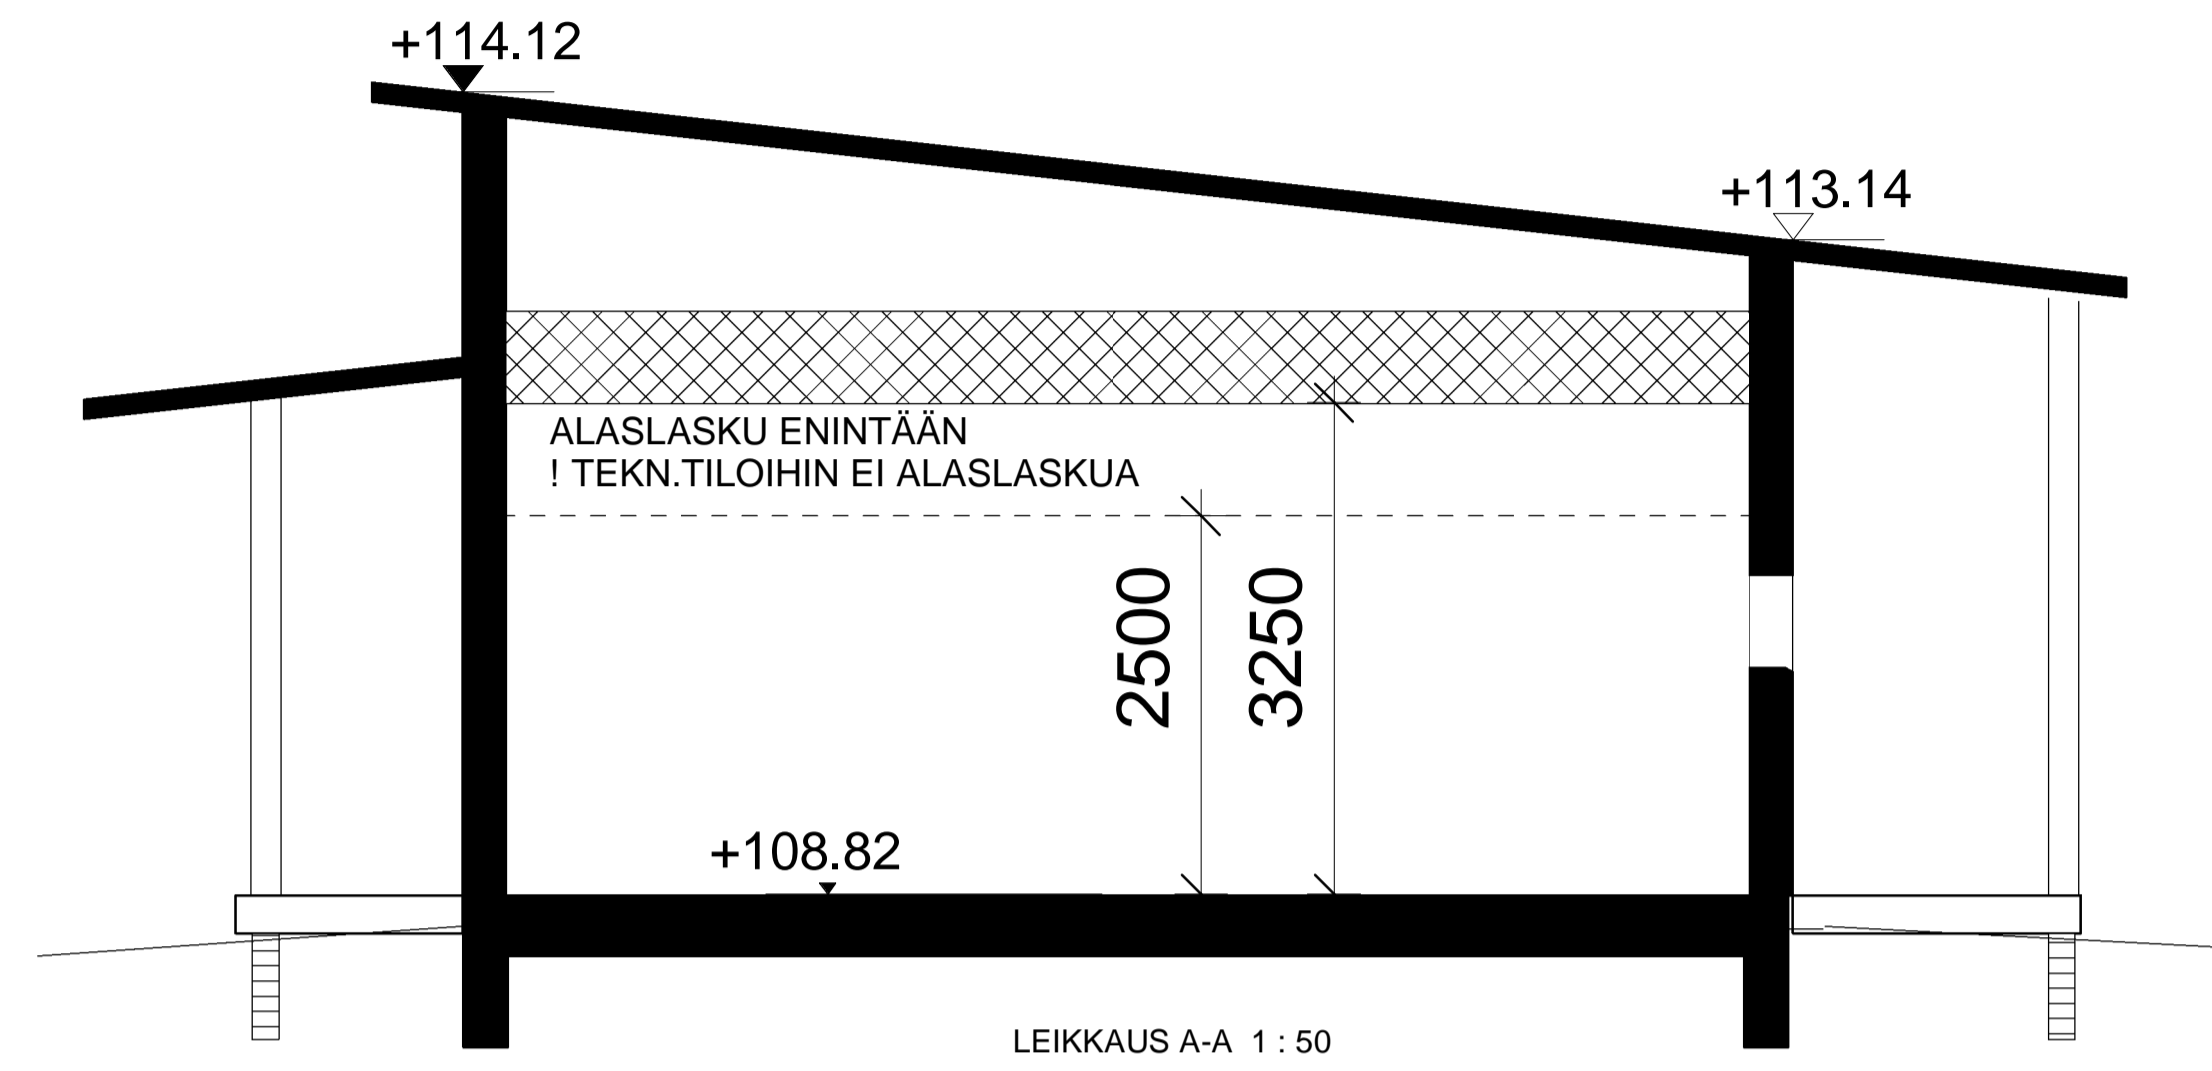 +114.12
+113.14
ALASLASKU ENINTÄÄN
! TEKN.TILOIHIN EI ALASLASKUA
2500
3250
+108.82
LEIKKAUS A-A 1 : 50